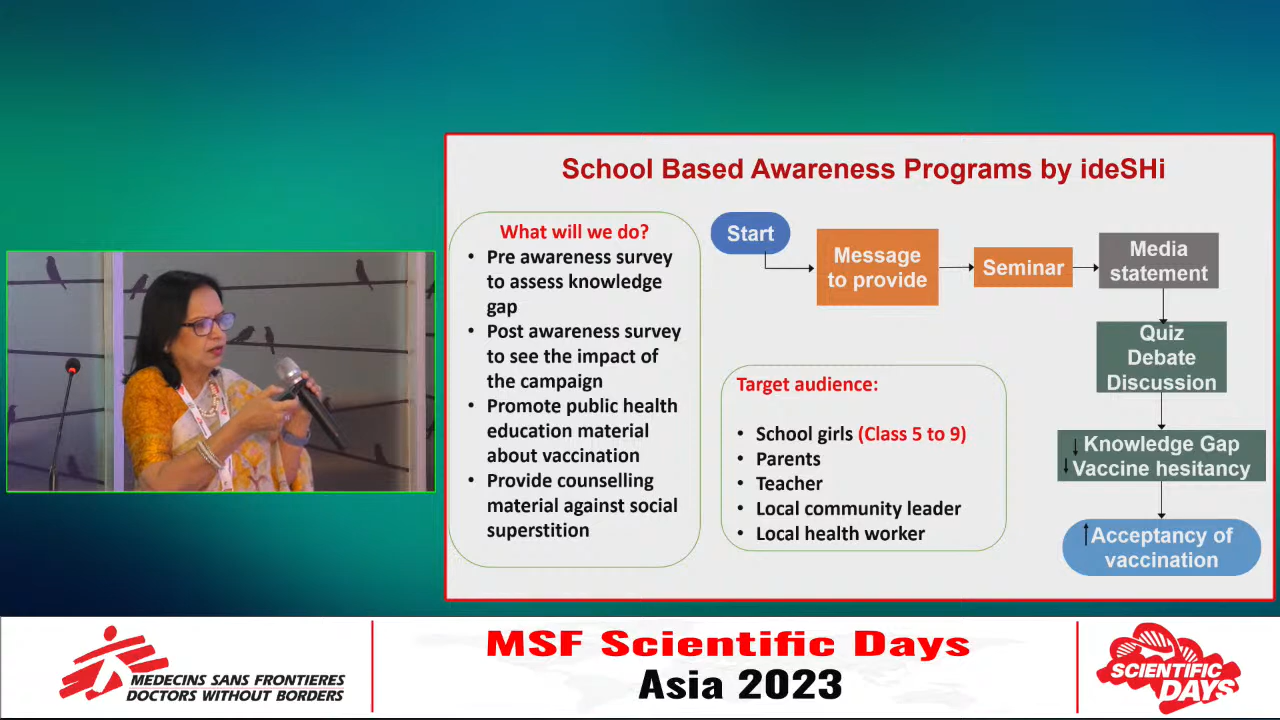 School Based Awareness Programs by ideSHi
What will we do?
• Pre awareness survey
to assess knowledge
gap
• Post awareness survey
to see the impact of
the campaign
• Promote public health
education material
about vaccination
• Provide counselling
material against social
superstition
Start
Message
to provide
Seminar
Media
statement
Quiz
Debate
Discussion
↓ Knowledge Gap
↓ Vaccine hesitancy
↑ Acceptancy of
vaccination
Target audience:
• School girls (Class 5 to 9)
• Parents
• Teacher
• Local community leader
• Local health worker
MEDECINS SANS FRONTIERES
DOCTORS WITHOUT BORDERS
MSF Scientific Days
Asia 2023
SCIENTIFIC
DAYS